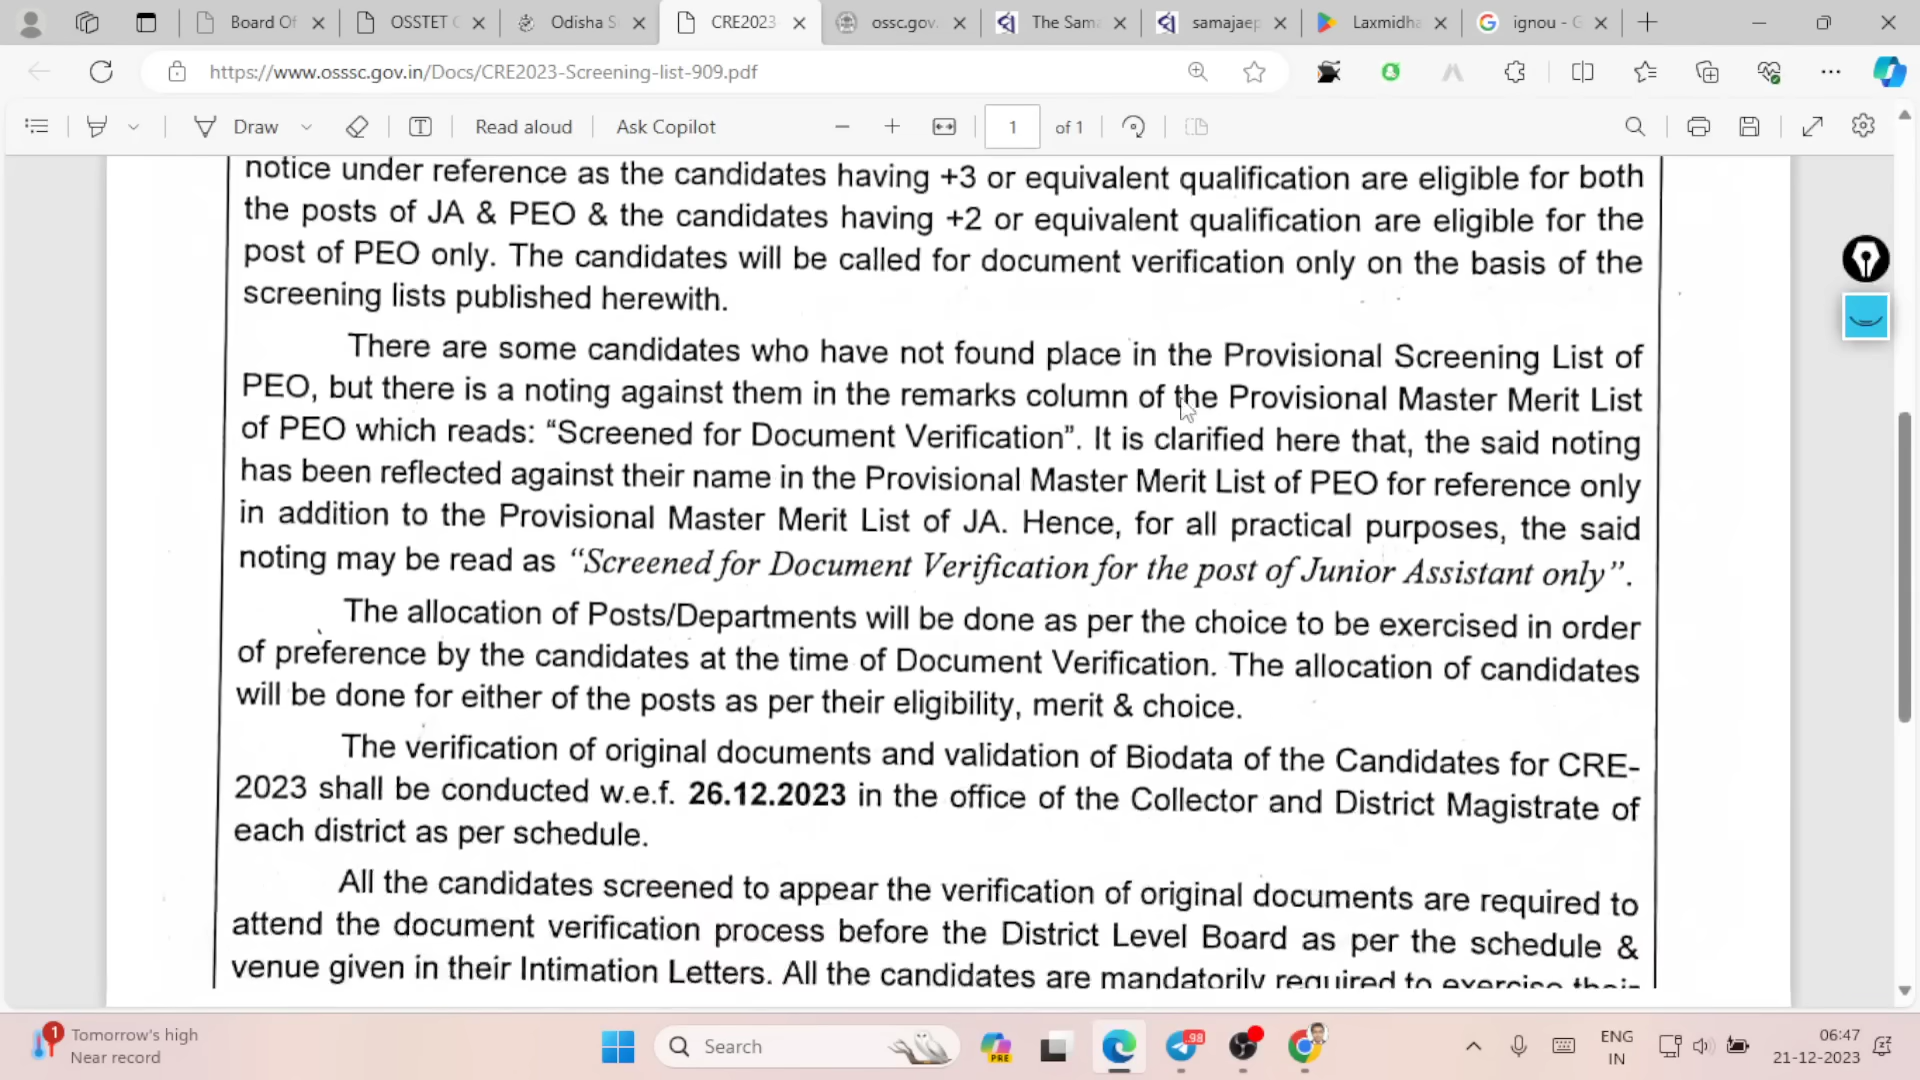 Board Of
OSSTET
Odisha S
CRE2023
ossc.gov.
The Sam
samajaep
Laxmidha
ignou - G
https://www.osssc.gov.in/Docs/CRE2023-Screening-list-909.pdf
Draw
Read aloud
Ask Copilot
1
of 1
notice under reference as the candidates having +3 or equivalent qualification are eligible for both
the posts of JA & PEO & the candidates having +2 or equivalent qualification are eligible for the
post of PEO only. The candidates will be called for document verification only on the basis of the
screening lists published herewith.
There are some candidates who have not found place in the Provisional Screening List of
PEO, but there is a noting against them in the remarks column of the Provisional Master Merit List
of PEO which reads: “Screened for Document Verification”. It is clarified here that, the said noting
has been reflected against their name in the Provisional Master Merit List of PEO for reference only
in addition to the Provisional Master Merit List of JA. Hence, for all practical purposes, the said
noting may be read as “Screened for Document Verification for the post of Junior Assistant only”.
The allocation of Posts/Departments will be done as per the choice to be exercised in order
of preference by the candidates at the time of Document Verification. The allocation of candidates
will be done for either of the posts as per their eligibility, merit & choice.
The verification of original documents and validation of Biodata of the Candidates for CRE-
2023 shall be conducted w.e.f. 26.12.2023 in the office of the Collector and District Magistrate of
each district as per schedule.
All the candidates screened to appear the verification of original documents are required to
attend the document verification process before the District Level Board as per the schedule &
venue given in their Intimation Letters. All the candidates are mandatorily required to exercise their
1
Tomorrow's high
Near record
Search
PRE
.98
ENG
IN
06:47
21-12-2023